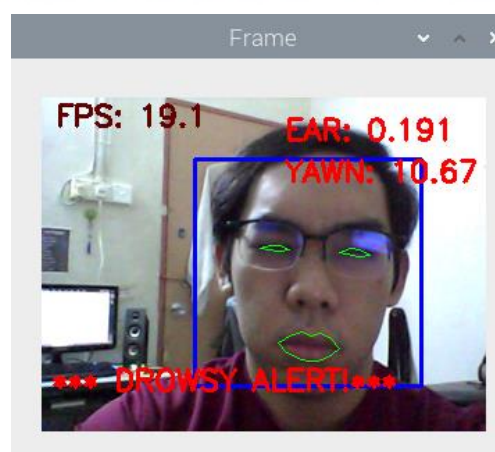 Frame
FPS: 19.1
EAR: 0.191
YAWN: 10.67
*** DROWSY ALERT!***